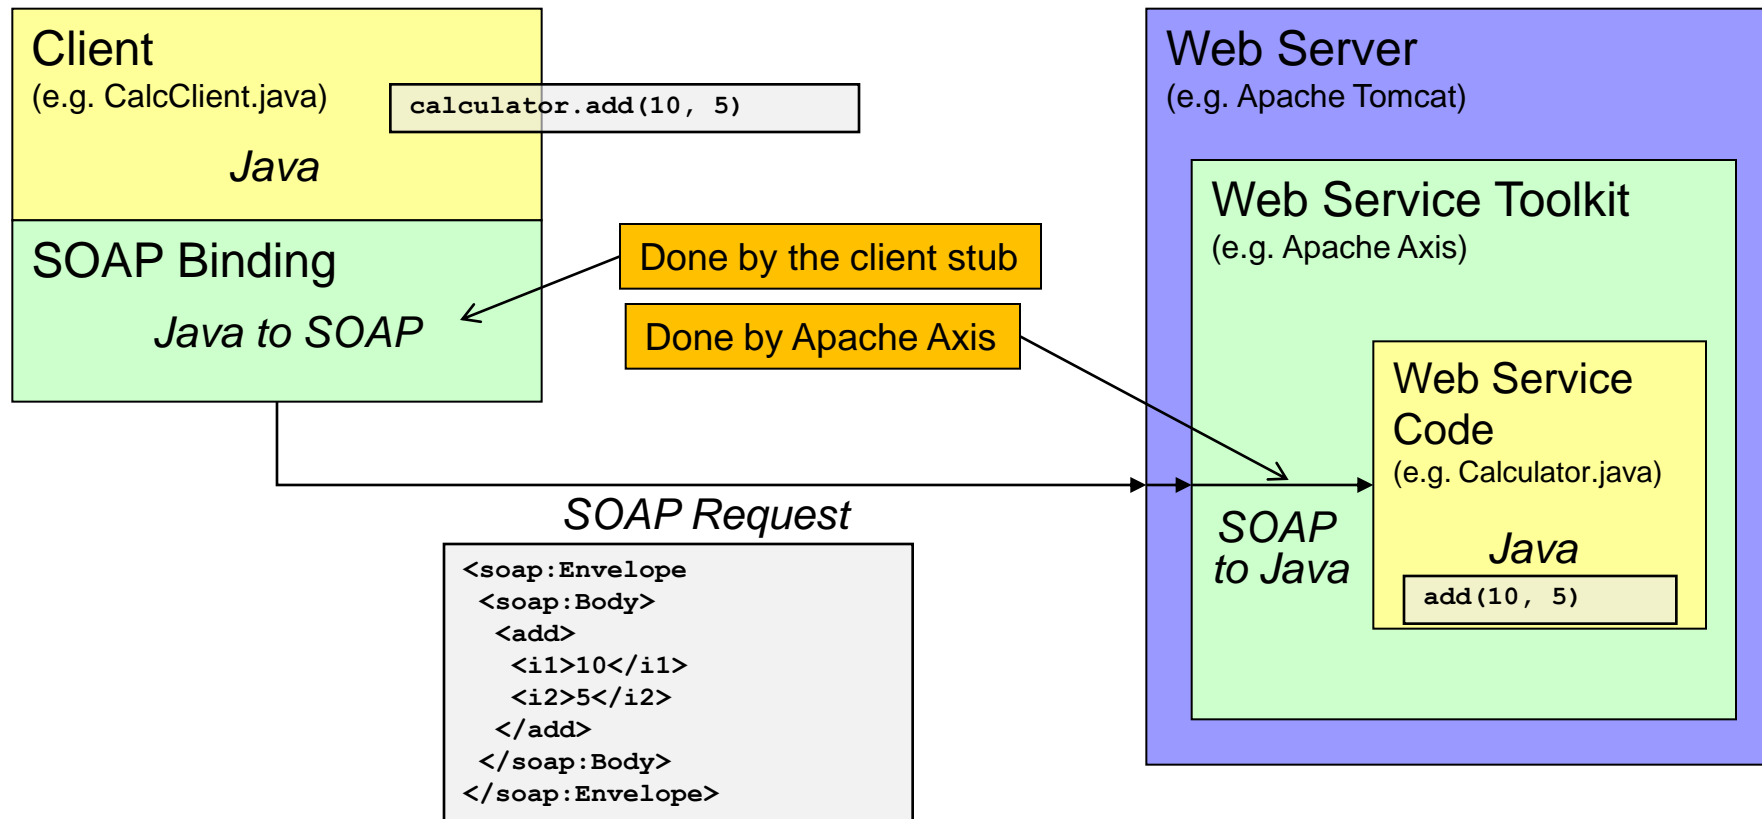 Client
(e.g. CalcClient.java)
calculator.add(10, 5)
Java
SOAP Binding
Java to SOAP
Done by the client stub
Done by Apache Axis
SOAP Request
<soap:Envelope
<soap:Body>
<add>
<i1>10</i1>
<i2>5</i2>
</add>
</soap:Body>
</soap:Envelope>
Web Server
(e.g. Apache Tomcat)
Web Service Toolkit
(e.g. Apache Axis)
SOAP
to Java
Web Service
Code
(e.g. Calculator.java)
Java
add(10, 5)